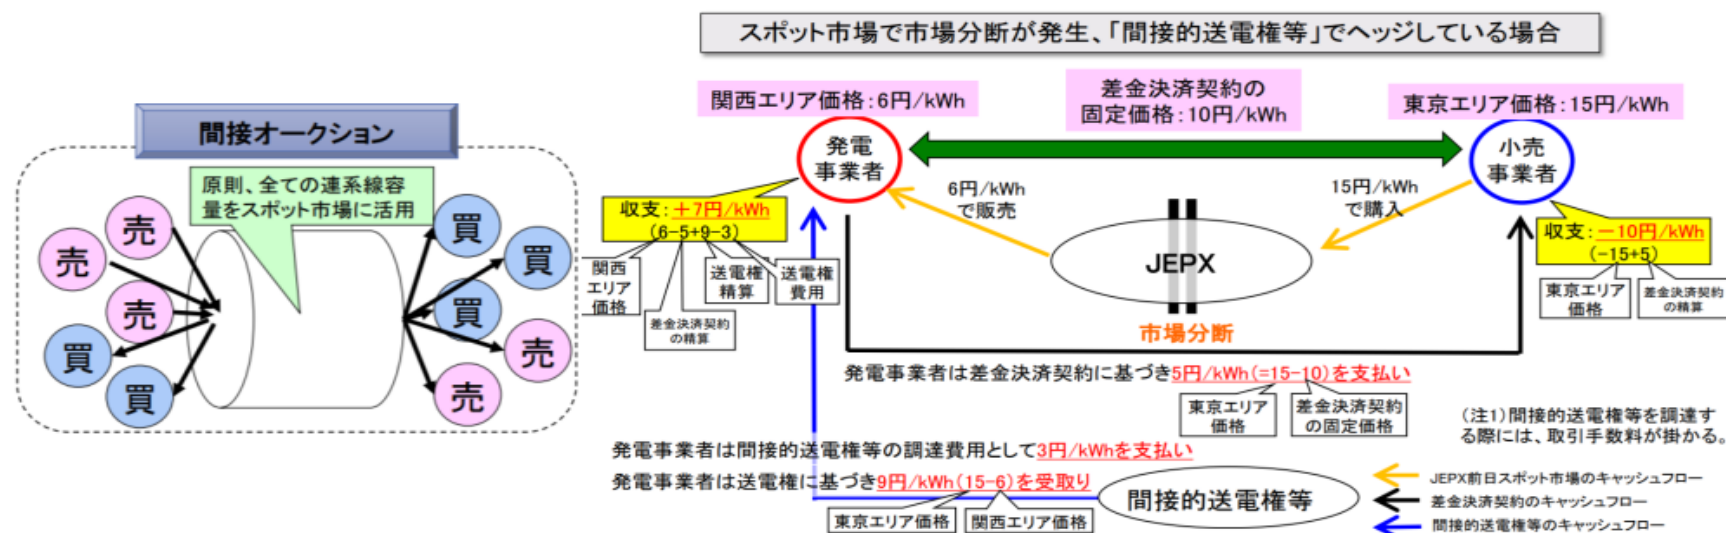 スポット市場で市場分断が発生、「間接的送電権等」でヘッジしている場合
間接オークション
原則、全ての連系線容
量をスポット市場に活用
売
売
売
買
買
買
買
買
売
売
関西エリア価格:6円/kWh
差金決済契約の
固定価格:10円/kWh
東京エリア価格:15円/kWh
発電
事業者
小売
事業者
6円/kWh
で販売
15円/kWh
で購入
収支:+7円/kWh
(6-5+9-3)
関西
エリア
価格
差金決済契約
の精算
送電権
精算
送電権
費用
JEPX
市場分断
収支:-10円/kWh
(-15+5)
東京エリア
価格
差金決済契約
の精算
発電事業者は差金決済契約に基づき5円/kWh(=15-10)を支払い
東京エリア
価格
差金決済契約
の固定価格
(注1)間接的送電権等を調達す
る際には、取引手数料が掛かる。
発電事業者は間接的送電権等の調達費用として3円/kWhを支払い
発電事業者は送電権に基づき9円/kWh(15-6)を受取り
東京エリア価格
関西エリア価格
間接的送電権等
JEPX前日スポット市場のキャッシュフロー
差金決済契約のキャッシュフロー
間接的送電権等のキャッシュフロー